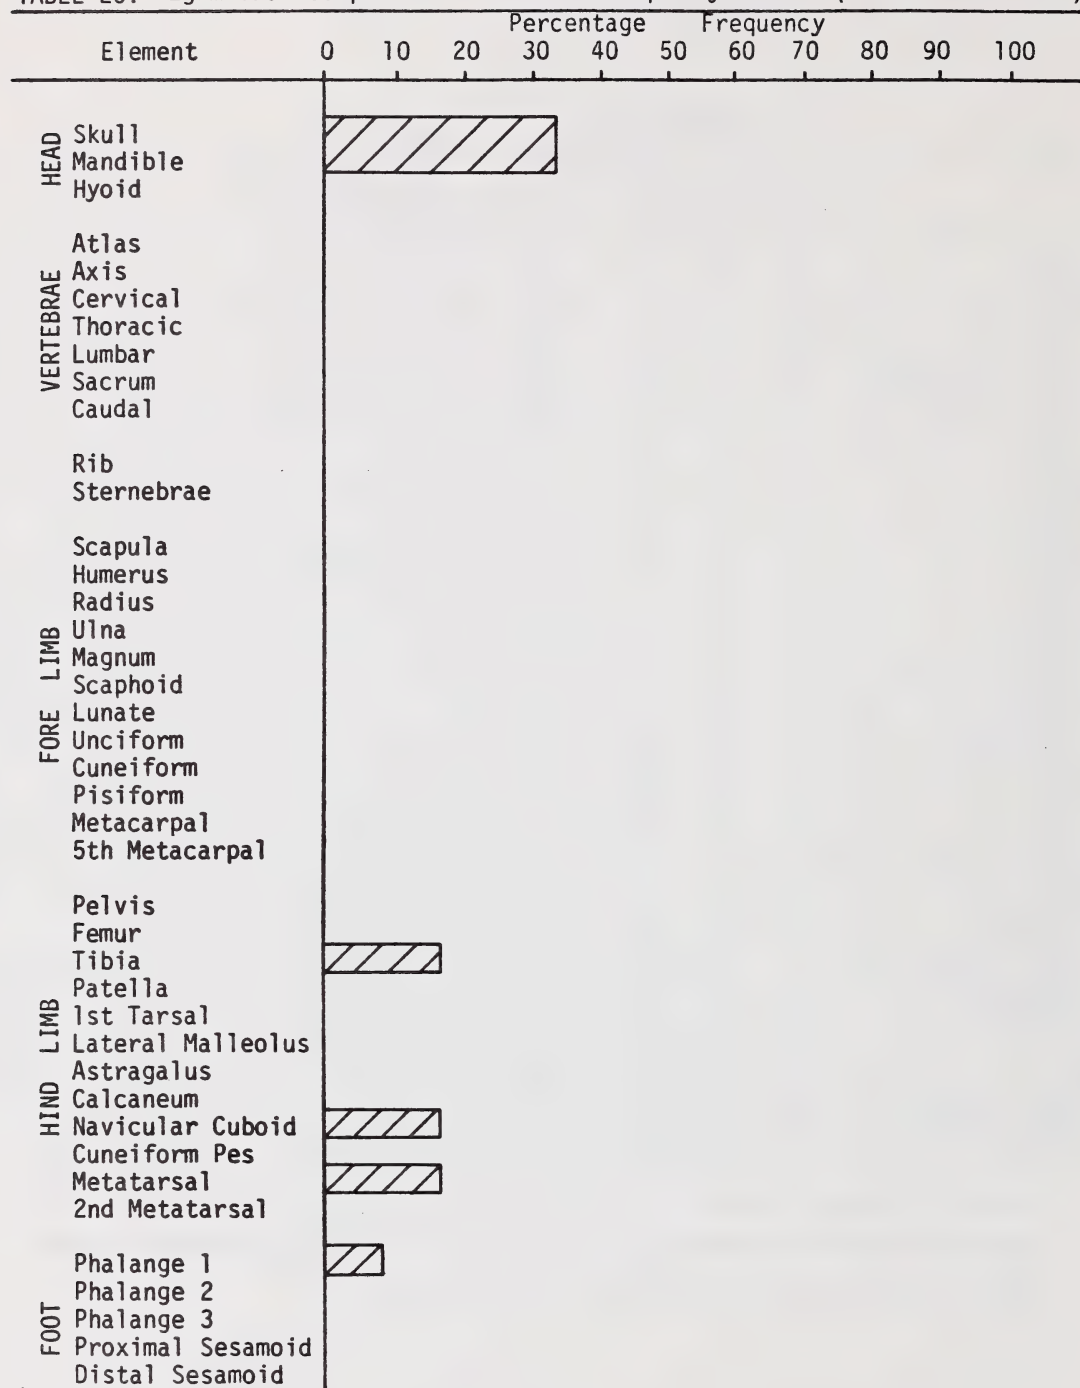 Percentage Frequency
Element 0 10 20 30 40 50 60 70 80 90 100
HEAD
Skull
Mandible
Hyoid
VERTEBRAE
Atlas
Axis
Cervical
Thoracic
Lumbar
Sacrum
Caudal
Rib
Sternebrae
FORE LIMB
Scapula
Humerus
Radius
Ulna
Magnum
Scaphoid
Lunate
Unciform
Cuneiform
Pisiform
Metacarpal
5th Metacarpal
HIND LIMB
Pelvis
Femur
Tibia
Patella
1st Tarsal
Lateral Malleolus
Astragalus
Calcaneum
Navicular Cuboid
Cuneiform Pes
Metatarsal
2nd Metatarsal
FOOT
Phalange 1
Phalange 2
Phalange 3
Proximal Sesamoid
Distal Sesamoid